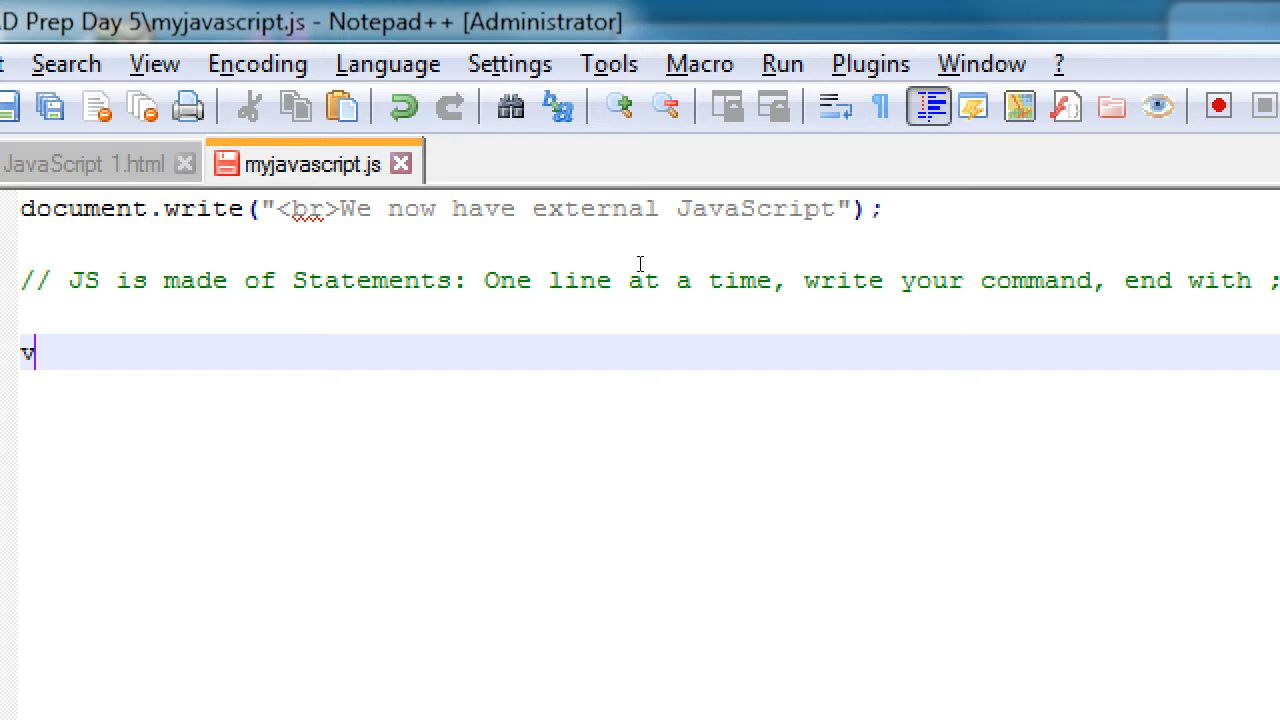 D Prep Day 5\myjavascript.js - Notepad++ [Administrator]
t Search View Encoding Language Settings Tools Macro Run Plugins Window ?
JavaScript 1.html myjavascript.js
document.write("<br>We now have external JavaScript");
// JS is made of Statements: One line at a time, write your command, end with ;
v